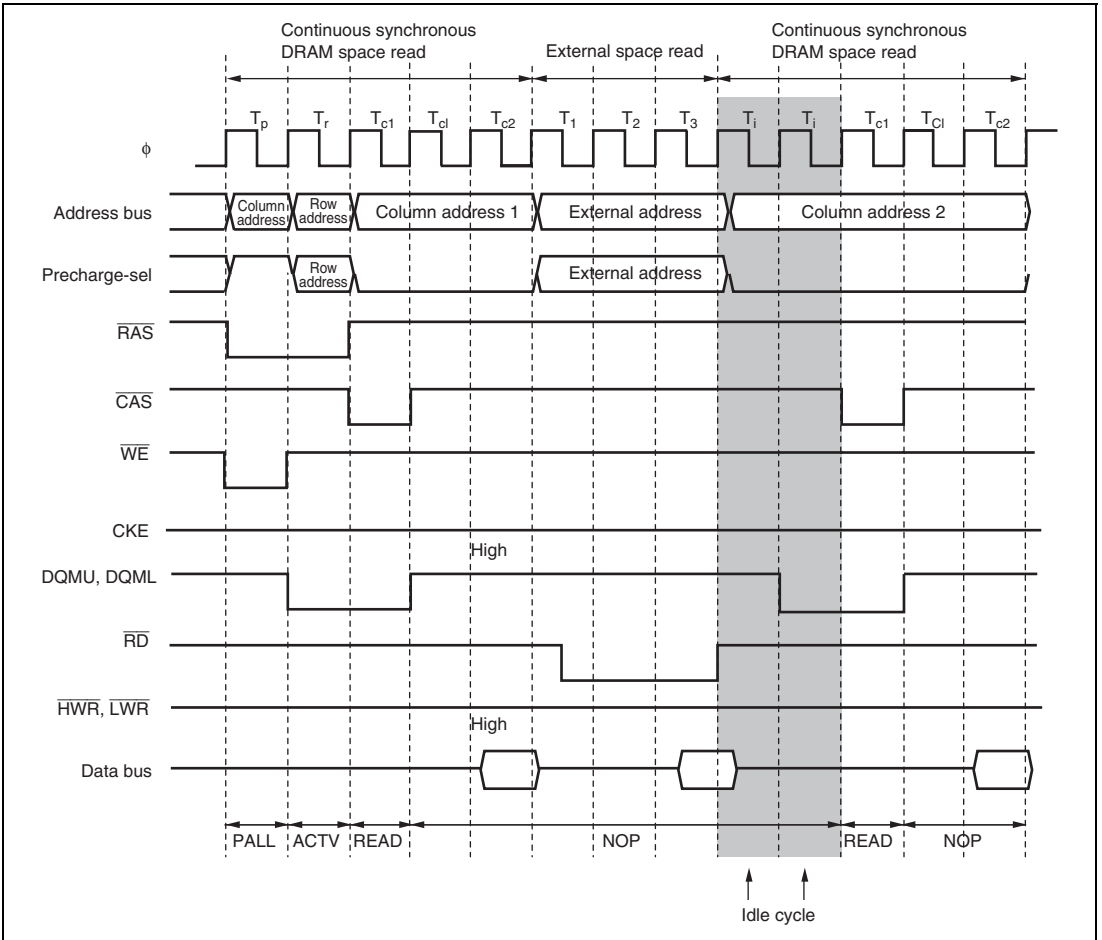 Continuous synchronous
DRAM space read
External space read
Continuous synchronous
DRAM space read
Tp Tr Tc1 Tcl Tc2 T1 T2 T3 Ti Ti Tc1 TCl Tc2
ϕ
Address bus
Column address
Row address
Column address 1
External address
Column address 2
Precharge-sel
Row address
External address
RAS
CAS
WE
CKE
High
DQMU, DQML
RD
HWR, LWR
High
Data bus
PALL ACTV READ NOP READ NOP
Idle cycle